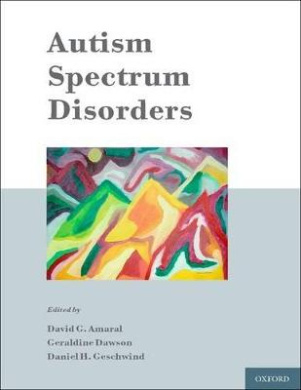 Autism
Spectrum
Disorders
Edited by
David G. Amaral
Geraldine Dawson
Daniel H. Geschwind
OXFORD